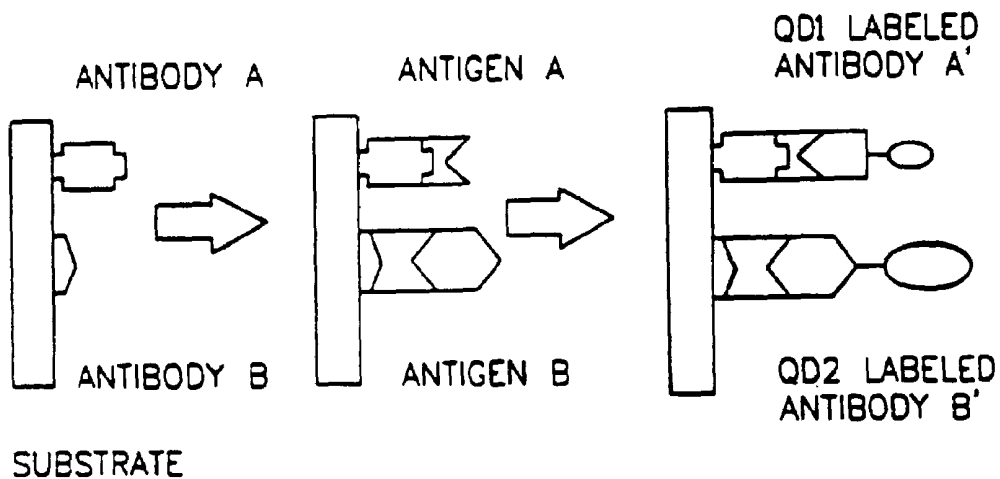 QD1 LABELED
ANTIBODY A'
ANTIBODY A
ANTIGEN A
ANTIBODY B
ANTIGEN B
QD2 LABELED
ANTIBODY B'
SUBSTRATE